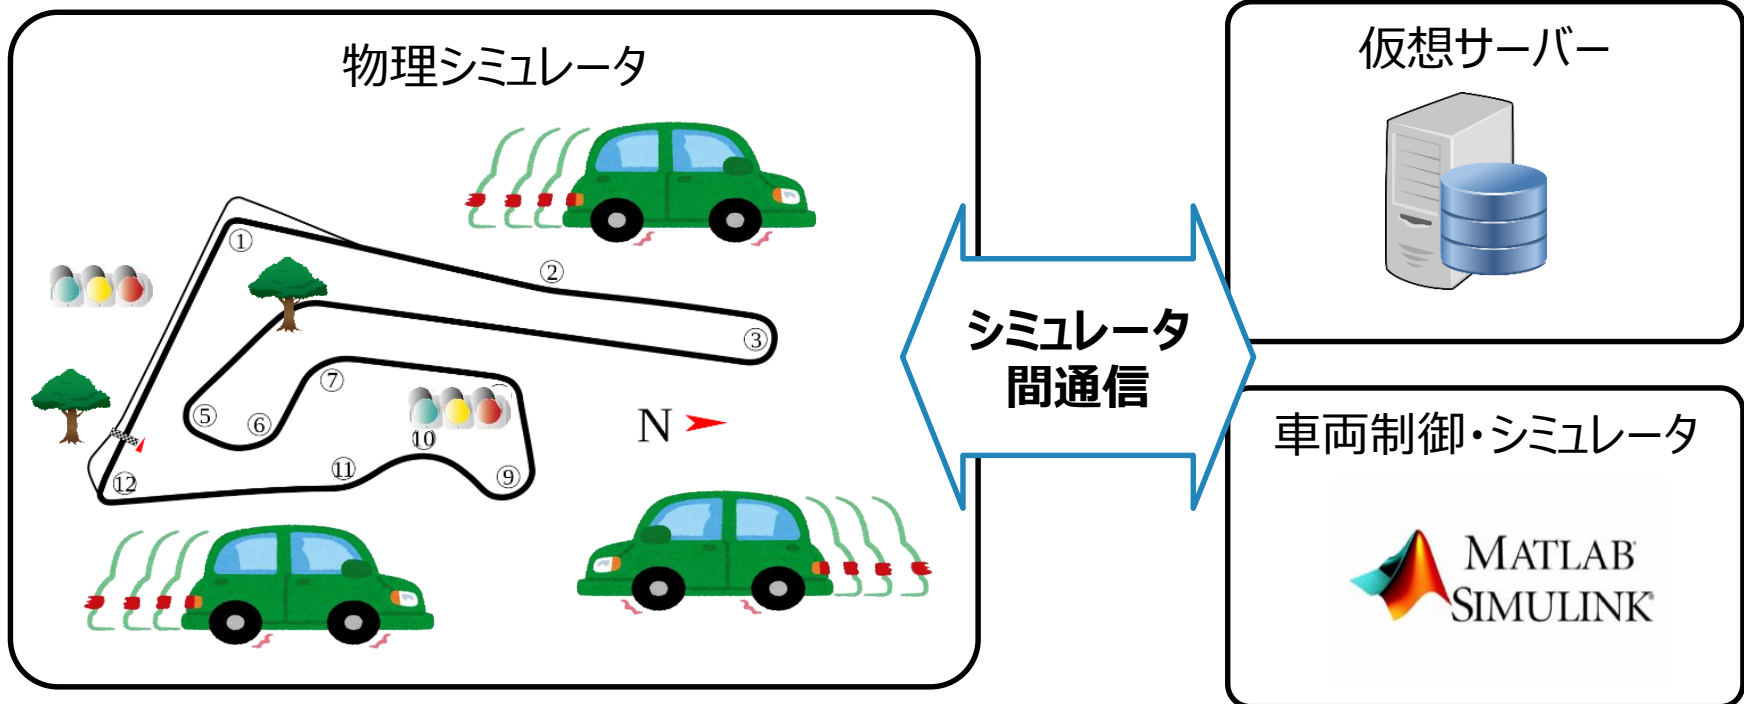 物理シミュレータ
①
②
③
⑤
⑥
⑦
⑨
⑩
⑪
⑫
N
シミュレータ
間通信
仮想サーバー
車両制御・シミュレータ
MATLAB
SIMULINK